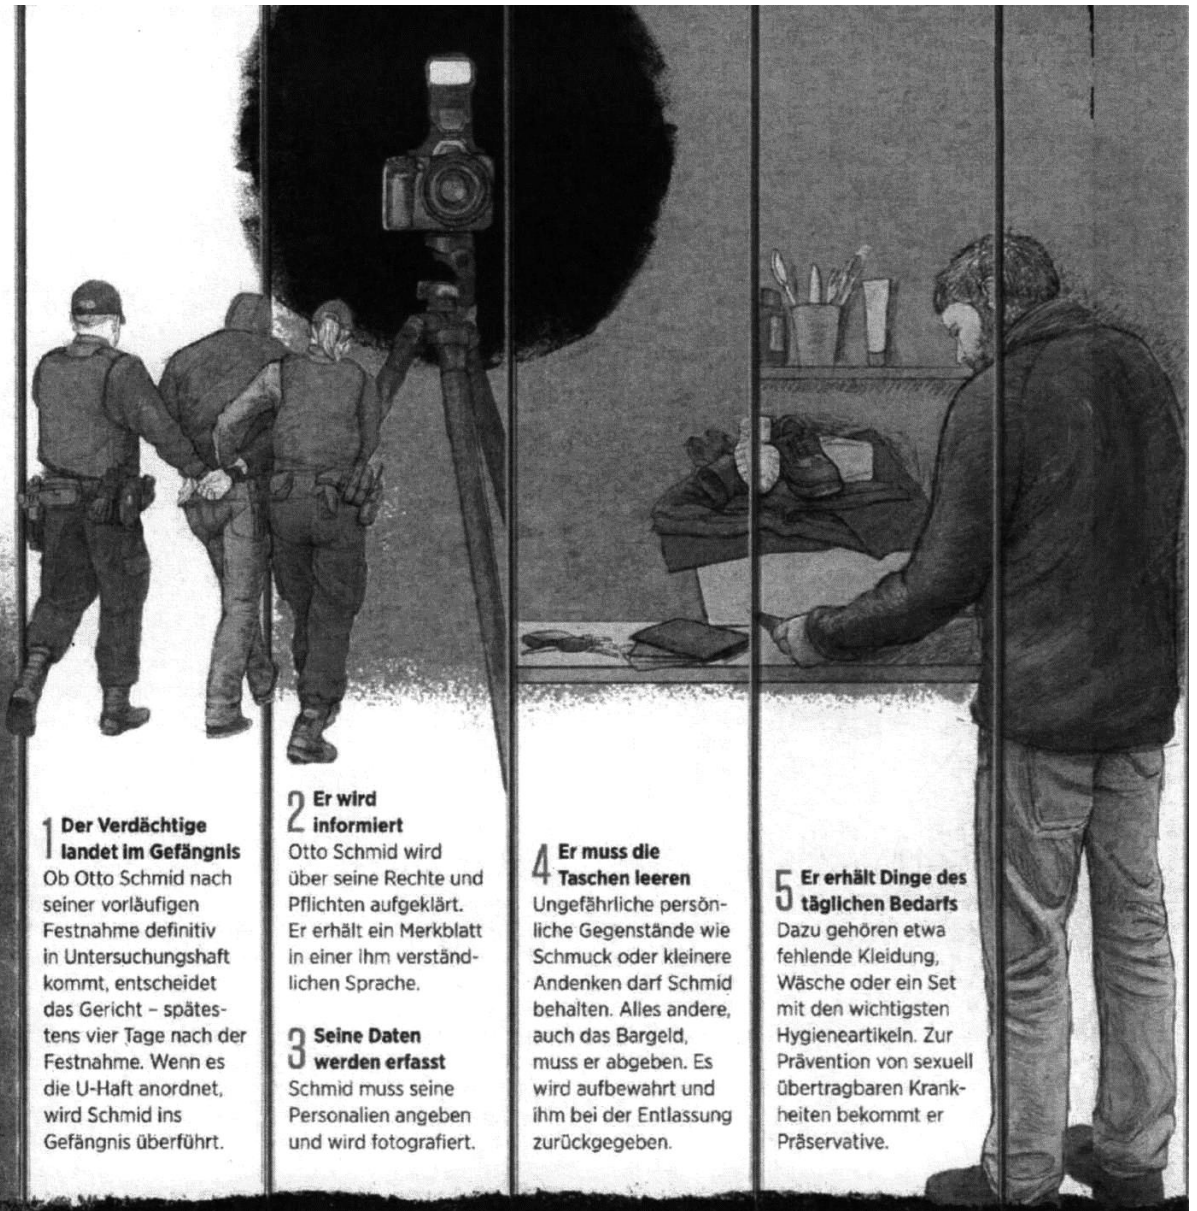 1 Der Verdächtige
landet im Gefängnis
Ob Otto Schmid nach
seiner vorläufigen
Festnahme definitiv
in Untersuchungshaft
kommt, entscheidet
das Gericht – spätes-
tens vier Tage nach der
Festnahme. Wenn es
die U-Haft anordnet,
wird Schmid ins
Gefängnis überführt.
2 Er wird
informiert
Otto Schmid wird
über seine Rechte und
Pflichten aufgeklärt.
Er erhält ein Merkblatt
in einer ihm verständ-
lichen Sprache.
3 Seine Daten
werden erfasst
Schmid muss seine
Personalien angeben
und wird fotografiert.
4 Er muss die
Taschen leeren
Ungefährliche persön-
liche Gegenstände wie
Schmuck oder kleinere
Andenken darf Schmid
behalten. Alles andere,
auch das Bargeld,
muss er abgeben. Es
wird aufbewahrt und
ihm bei der Entlassung
zurückgegeben.
5 Er erhält Dinge des
täglichen Bedarfs
Dazu gehören etwa
fehlende Kleidung,
Wäsche oder ein Set
mit den wichtigsten
Hygieneartikeln. Zur
Prävention von sexuell
übertragbaren Krank-
heiten bekommt er
Präservative.